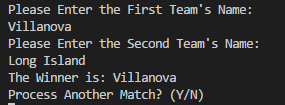 Please Enter the First Team's Name:
Villanova
Please Enter the Second Team's Name:
Long Island
The Winner is: Villanova
Process Another Match? (Y/N)